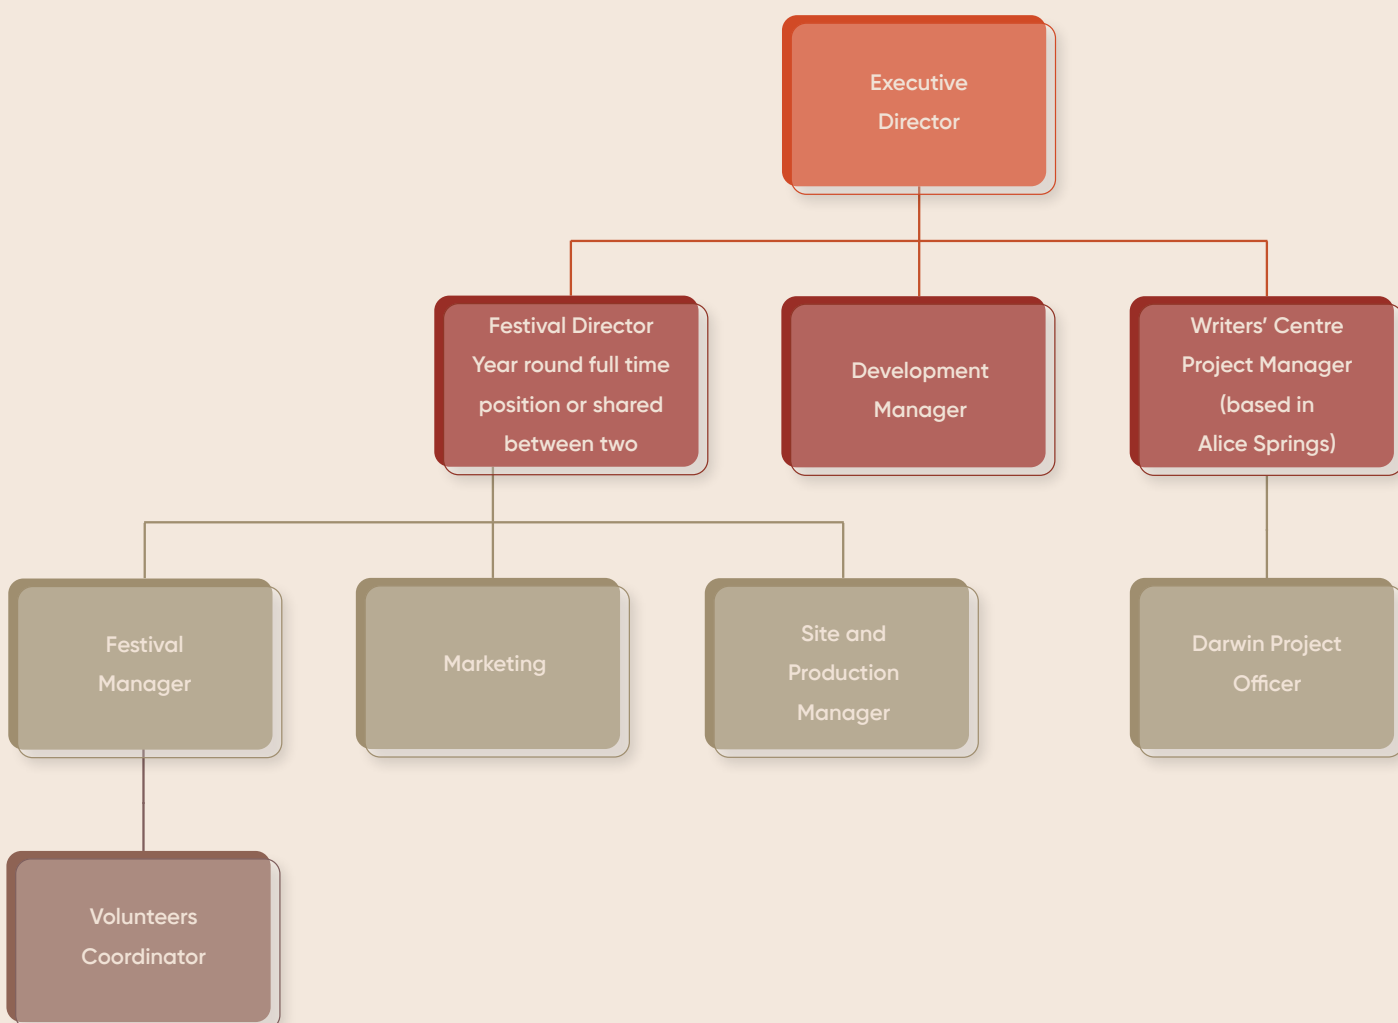 Executive
Director
Festival Director
Year round full time
position or shared
between two
Development
Manager
Writers’ Centre
Project Manager
(based in
Alice Springs)
Festival
Manager
Marketing
Site and
Production
Manager
Darwin Project
Officer
Volunteers
Coordinator